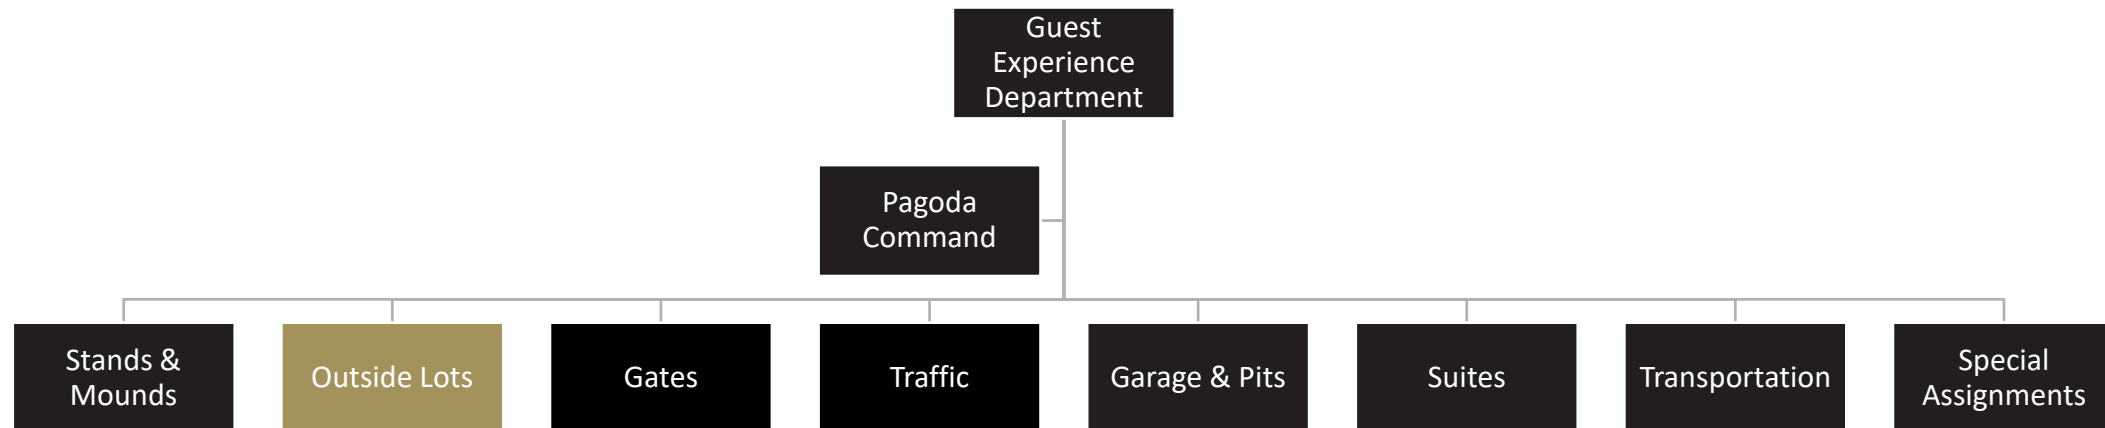 Guest
Experience
Department
Pagoda
Command
Stands &
Mounds
Outside Lots
Gates
Traffic
Garage & Pits
Suites
Transportation
Special
Assignments